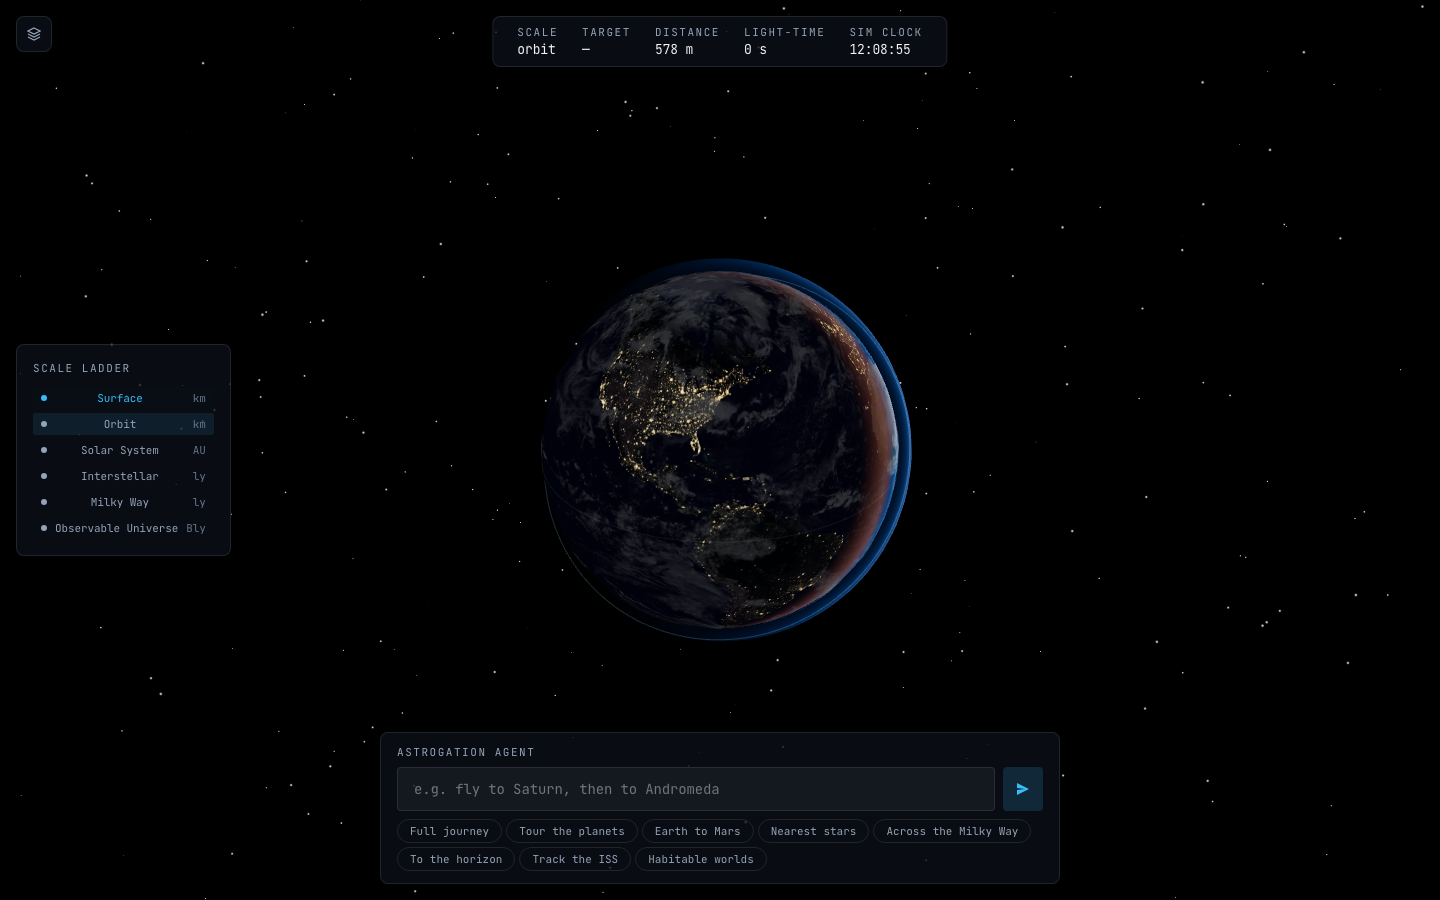 SCALE TARGET DISTANCE LIGHT-TIME SIM CLOCK
orbit — 578 m 0 s 12:08:55
SCALE LADDER
Surface km
Orbit km
Solar System AU
Interstellar ly
Milky Way ly
Observable Universe Bly
ASTROGATION AGENT
e.g. fly to Saturn, then to Andromeda
Full journey Tour the planets Earth to Mars Nearest stars Across the Milky Way
To the horizon Track the ISS Habitable worlds